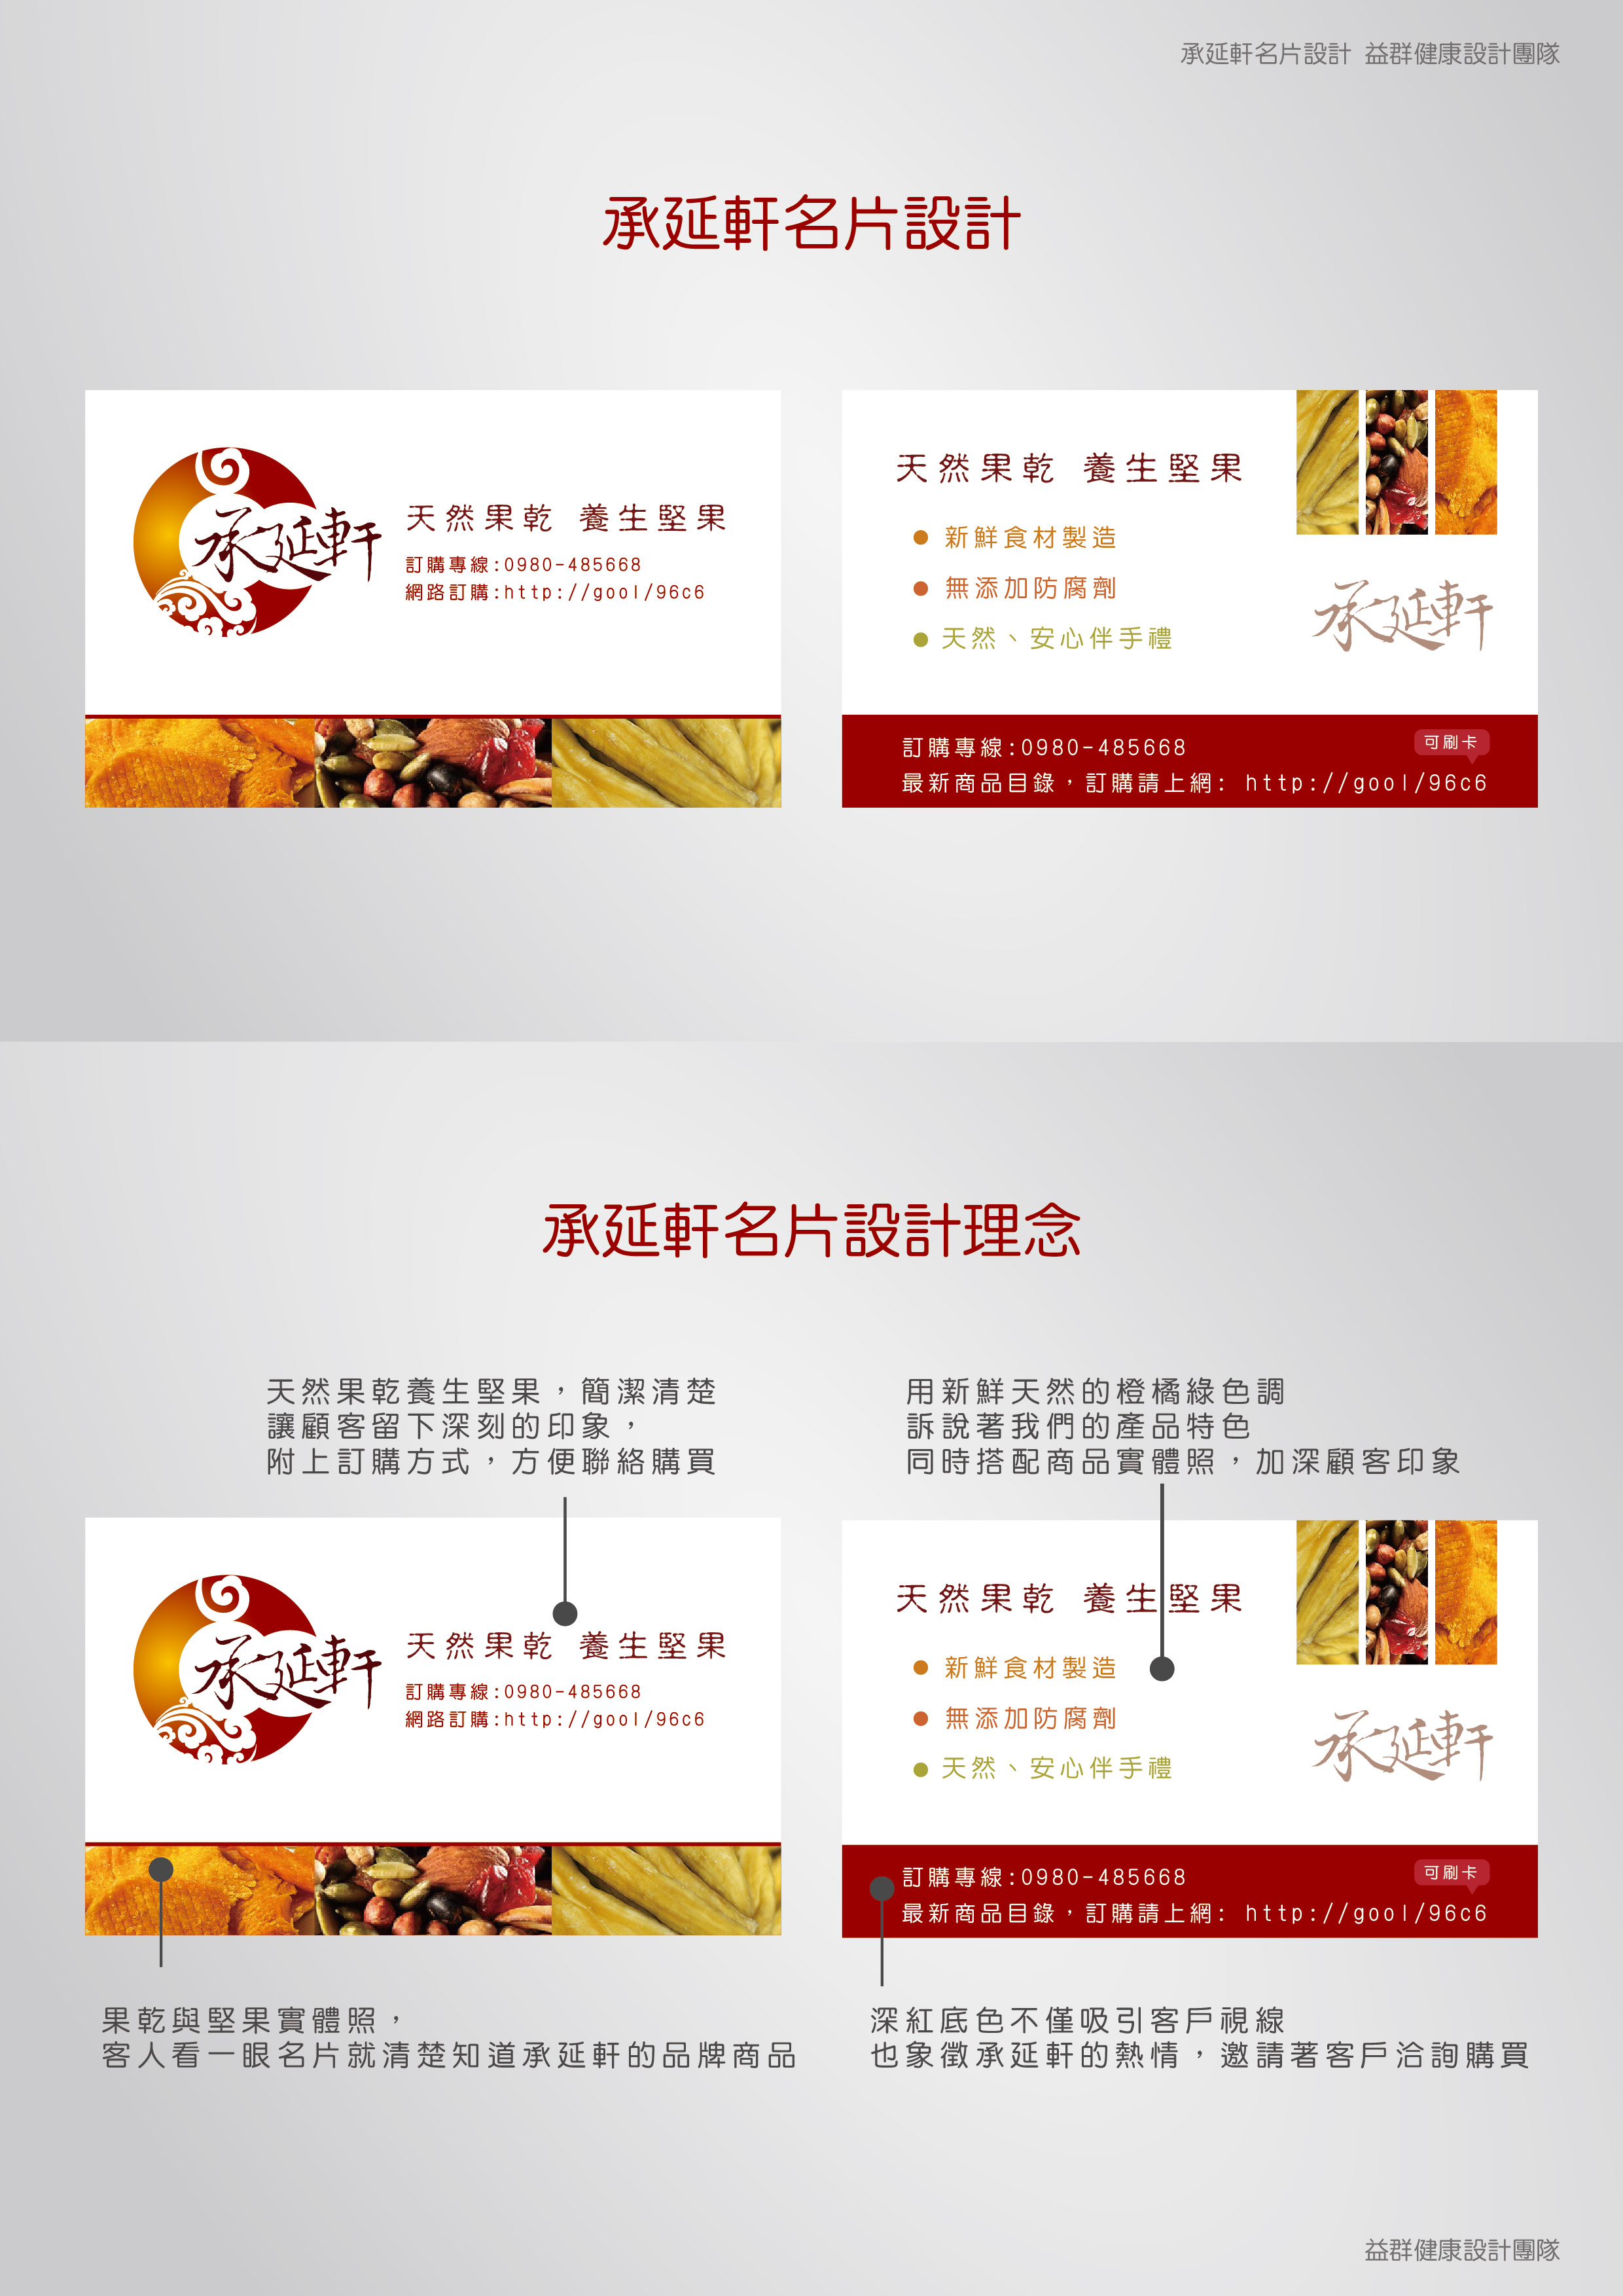 承延軒名片設計 益群健康設計團隊
承延軒名片設計
承延軒
天然果乾 養生堅果
訂購專線:0980-485668
網路訂購:http://gool/96c6
天然果乾 養生堅果
新鮮食材製造
無添加防腐劑
天然、安心伴手禮
承延軒
訂購專線:0980-485668
可刷卡
最新商品目錄，訂購請上網: http://gool/96c6
承延軒名片設計理念
天然果乾養生堅果，簡潔清楚
讓顧客留下深刻的印象，
附上訂購方式，方便聯絡購買
用新鮮天然的橙橘綠色調
訴說著我們的產品特色
同時搭配商品實體照，加深顧客印象
承延軒
天然果乾 養生堅果
訂購專線:0980-485668
網路訂購:http://gool/96c6
天然果乾 養生堅果
新鮮食材製造
無添加防腐劑
天然、安心伴手禮
承延軒
訂購專線:0980-485668
可刷卡
最新商品目錄，訂購請上網: http://gool/96c6
果乾與堅果實體照，
客人看一眼名片就清楚知道承延軒的品牌商品
深紅底色不僅吸引客戶視線
也象徵承延軒的熱情，邀請著客戶洽詢購買
益群健康設計團隊